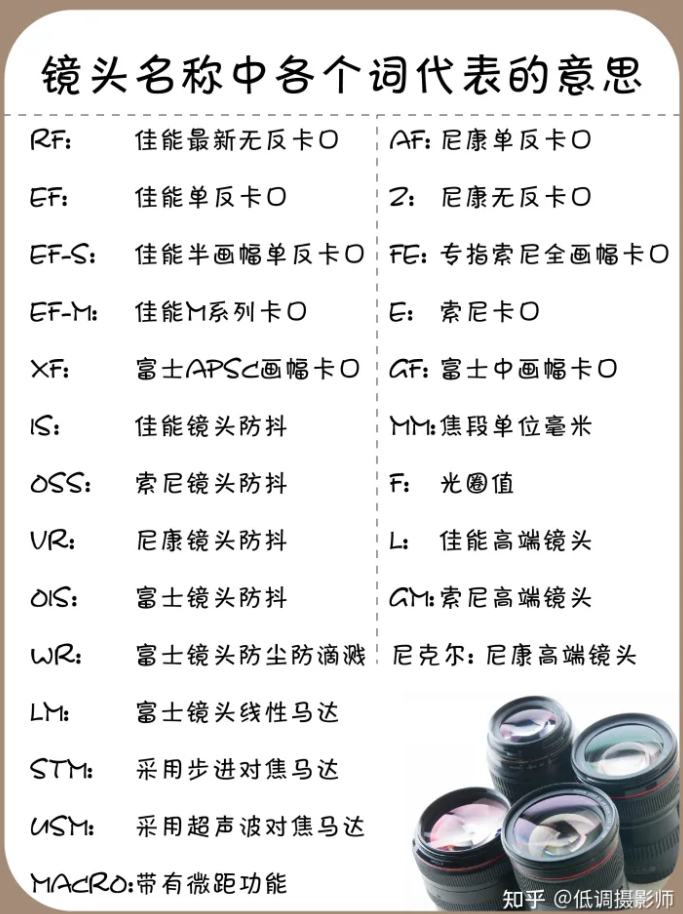 镜头名称中各个词代表的意思
RF: 佳能最新无反卡口
EF: 佳能单反卡口
EF-S: 佳能半画幅单反卡口
EF-M: 佳能M系列卡口
XF: 富士APSC画幅卡口
IS: 佳能镜头防抖
OSS: 索尼镜头防抖
VR: 尼康镜头防抖
OIS: 富士镜头防抖
WR: 富士镜头防尘防滴溅
LM: 富士镜头线性马达
STM: 采用步进对焦马达
USM: 采用超声波对焦马达
MACRO:带有微距功能
AF: 尼康单反卡口
Z: 尼康无反卡口
FE: 专指索尼全画幅卡口
E: 索尼卡口
GF: 富士中画幅卡口
MM:焦段单位毫米
F: 光圈值
L: 佳能高端镜头
GM:索尼高端镜头
尼克尔: 尼康高端镜头
知乎 @低调摄影师